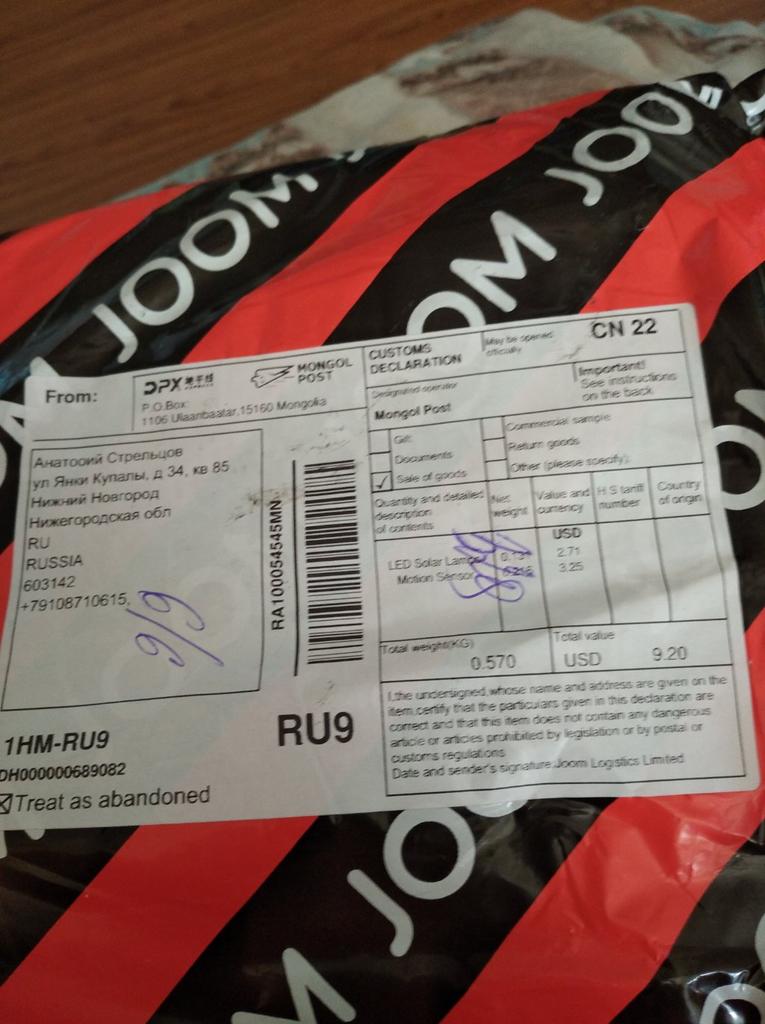 JOOM JOOM
JOOM
From:
DPX
MONGOL
POST
P.O.Box:
1106 Ulaanbaatar,15160 Mongolia
CUSTOMS
DECLARATION
May be opened
officially
CN 22
Designated operator
Important!
See instructions
on the back
Mongol Post
Gift
Commercial sample
Documents
Return goods
Sale of goods
Other (please specify):
Quantity and detailed
description
of contents
Net
weight
Value and
currency
H S tariff
number
Country
of origin
USD
LED Solar Lamps
2.71
Motion Sensor
3.25
Total weight(KG)
0.570
Total value
USD 9.20
I,the undersigned,whose name and address are given on the
item,certify that the particulars given in this declaration are
correct and that this item does not contain any dangerous
article or articles prohibited by legislation or by postal or
customs regulations
Date and sender's signature:Joom Logistics Limited
Анатооий Стрельцов
ул Янки Купалы, д 34, кв 85
Нижний Новгород
Нижегородская обл
RU
RUSSIA
603142
+79108710615,
RA100054545MN
RU9
1HM-RU9
DH000000689082
Treat as abandoned
JOO